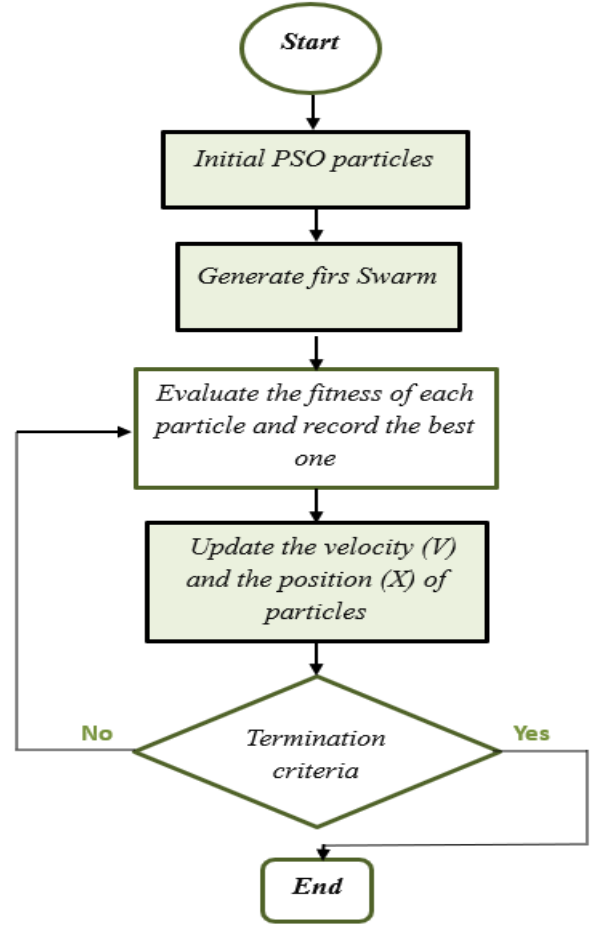 Start
Initial PSO particles
Generate firs Swarm
Evaluate the fitness of each
particle and record the best
one
Update the velocity (V)
and the position (X) of
particles
No
Yes
Termination
criteria
End